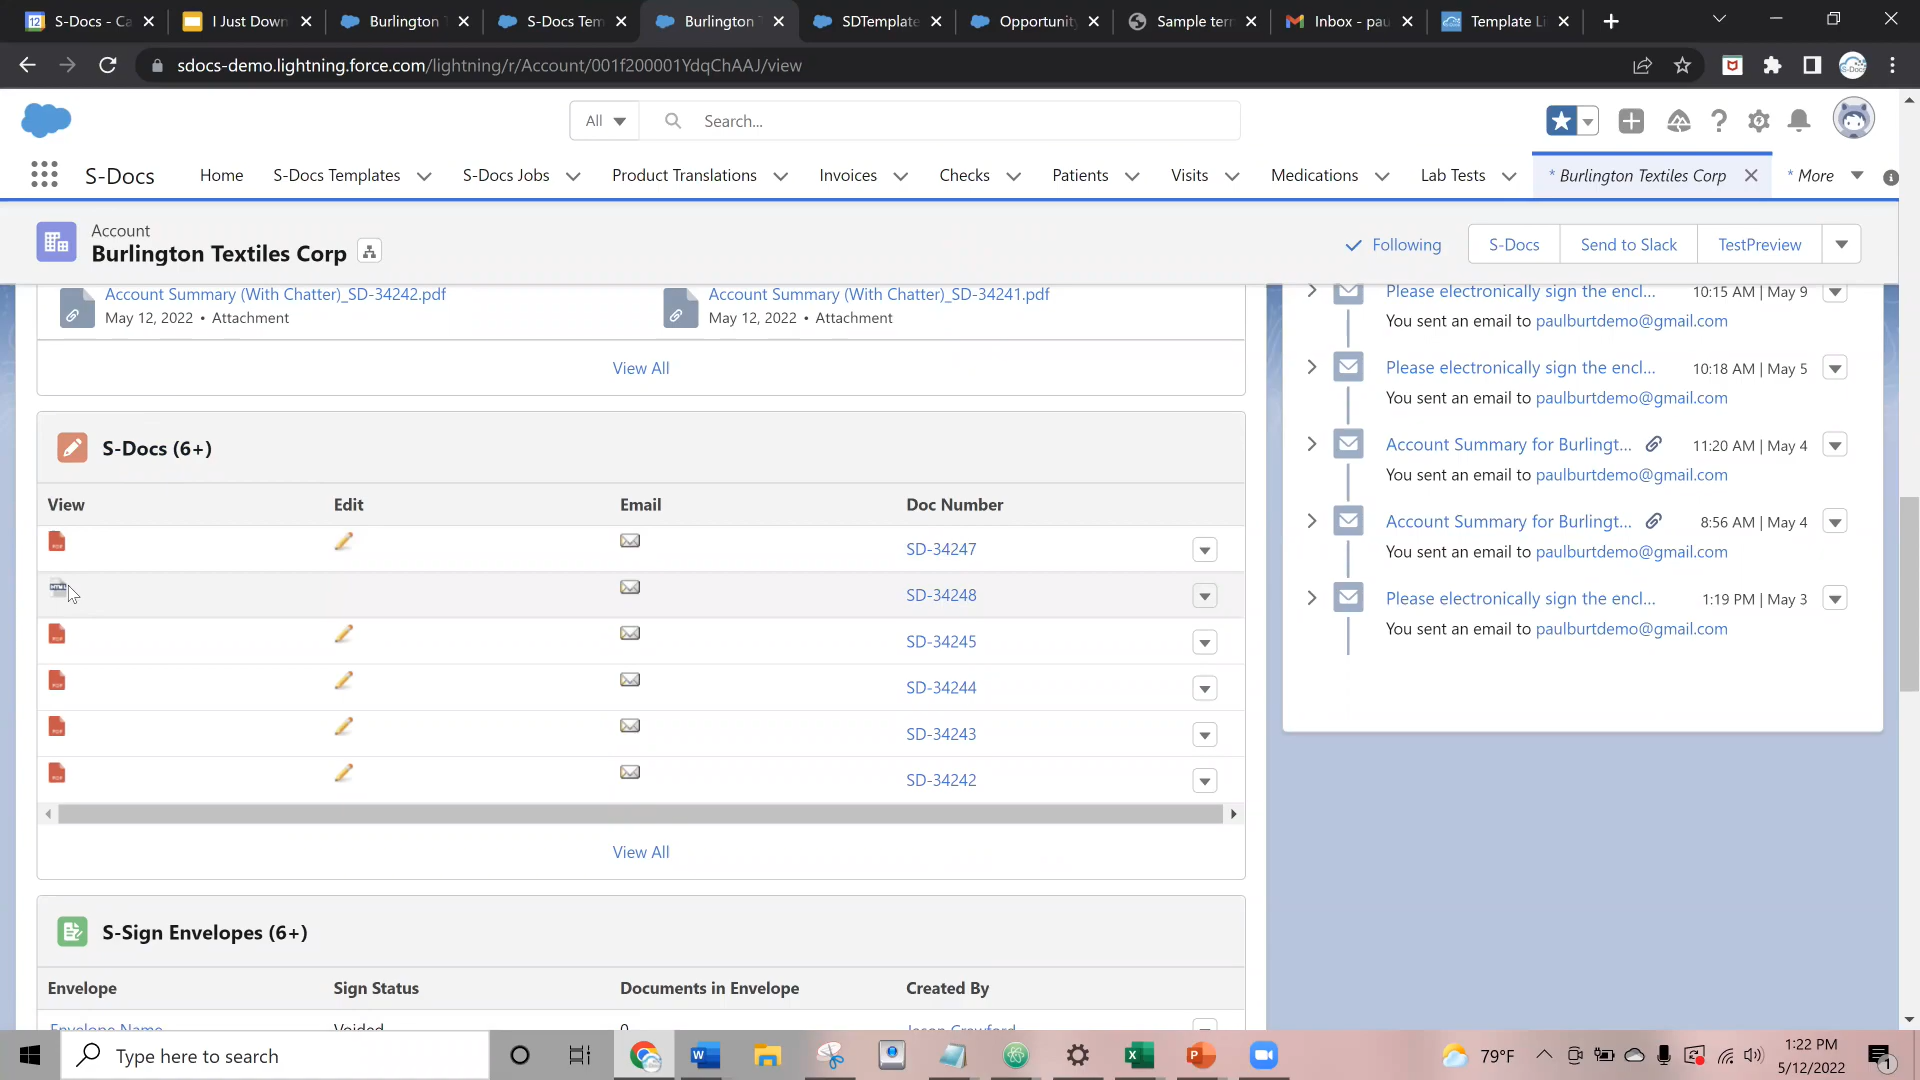 S-Docs - Ca
I Just Down
Burlington T
S-Docs Tem
Burlington T
SDTemplate
Opportunity
Sample ter
Inbox - pau
Template Li
sdocs-demo.lightning.force.com/lightning/r/Account/001f200001YdqChAAJ/view
All
Search...
S-Docs
Home
S-Docs Templates
S-Docs Jobs
Product Translations
Invoices
Checks
Patients
Visits
Medications
Lab Tests
* Burlington Textiles Corp
* More
Account
Burlington Textiles Corp
Following
S-Docs
Send to Slack
TestPreview
Account Summary (With Chatter)_SD-34242.pdf
May 12, 2022 • Attachment
Account Summary (With Chatter)_SD-34241.pdf
May 12, 2022 • Attachment
View All
S-Docs (6+)
View Edit Email Doc Number
SD-34247
SD-34248
SD-34245
SD-34244
SD-34243
SD-34242
View All
S-Sign Envelopes (6+)
Envelope Sign Status Documents in Envelope Created By
Envelope Name Voided 0 Jason Crawford
Please electronically sign the encl... 10:15 AM | May 9
You sent an email to paulburtdemo@gmail.com
Please electronically sign the encl... 10:18 AM | May 5
You sent an email to paulburtdemo@gmail.com
Account Summary for Burlingt... 11:20 AM | May 4
You sent an email to paulburtdemo@gmail.com
Account Summary for Burlingt... 8:56 AM | May 4
You sent an email to paulburtdemo@gmail.com
Please electronically sign the encl... 1:19 PM | May 3
You sent an email to paulburtdemo@gmail.com
Type here to search
79°F
1:22 PM
5/12/2022
1